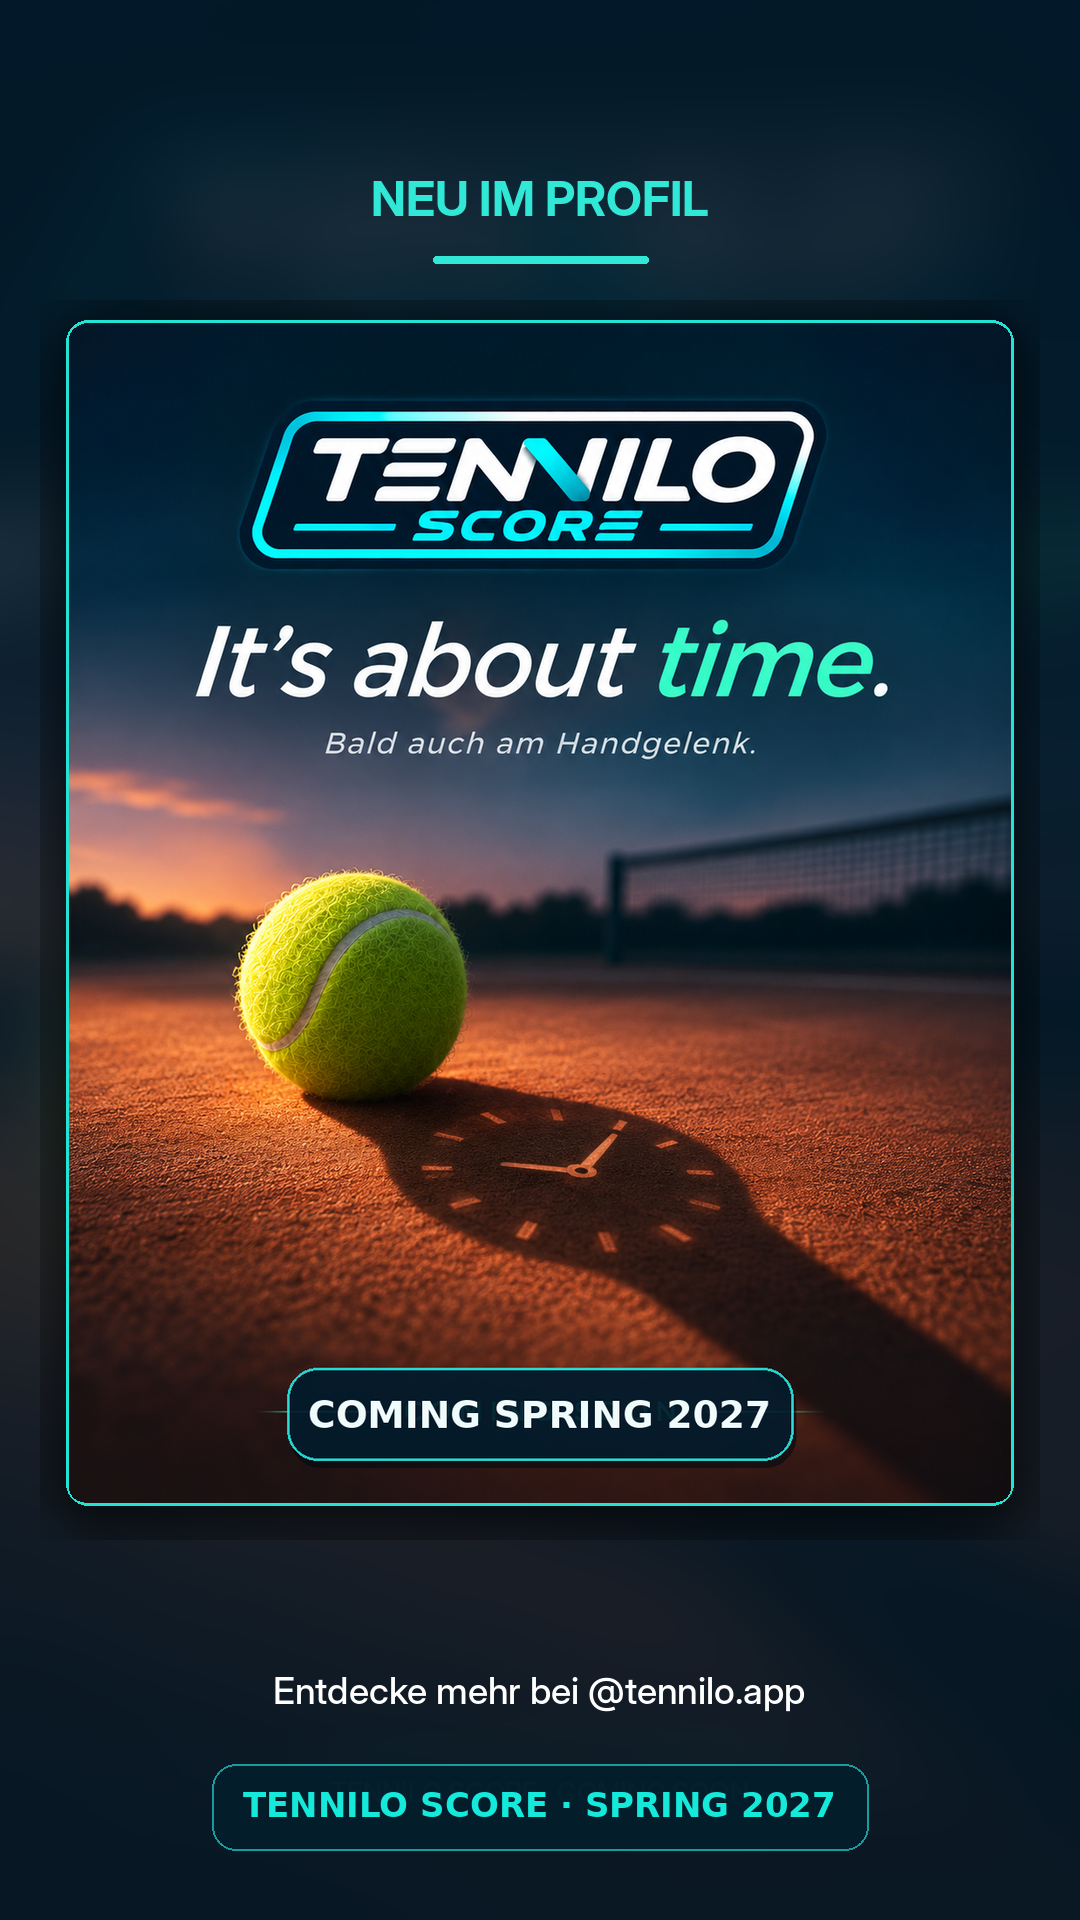 NEU IM PROFIL
TENNILO
SCORE
It's about time.
Bald auch am Handgelenk.
COMING SPRING 2027
Entdecke mehr bei @tennilo.app
TENNILO SCORE · SPRING 2027